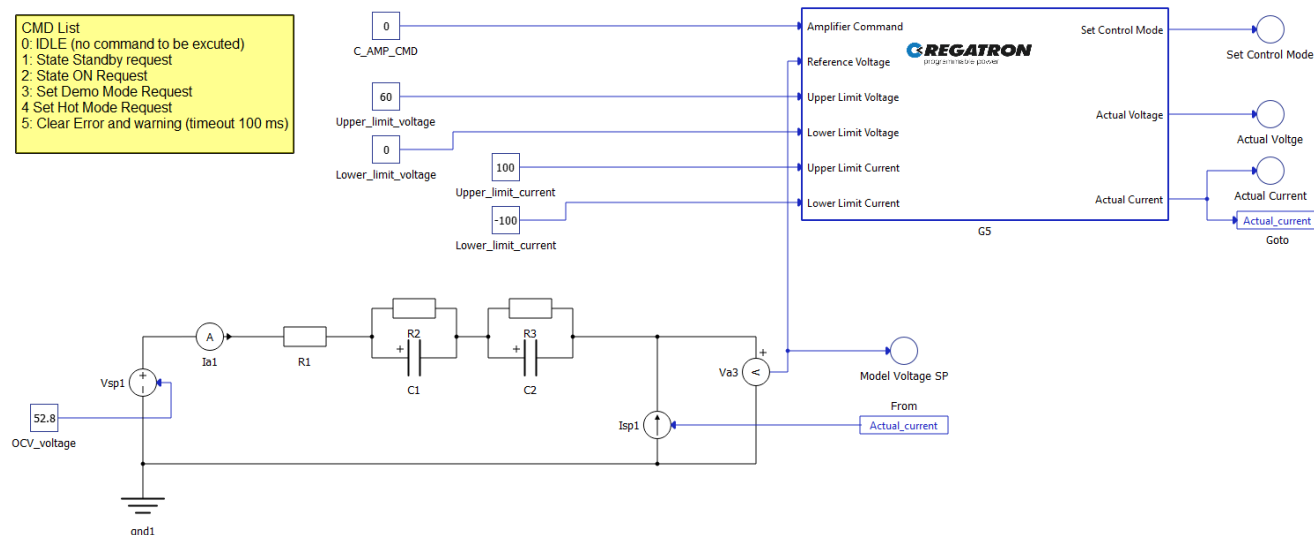 CMD List
0: IDLE (no command to be excuted)
1: State Standby request
2: State ON Request
3: Set Demo Mode Request
4 Set Hot Mode Request
5: Clear Error and warning (timeout 100 ms)
0
C_AMP_CMD
60
Upper_limit_voltage
0
Lower_limit_voltage
100
Upper_limit_current
-100
Lower_limit_current
Amplifier Command
Reference Voltage
Upper Limit Voltage
Lower Limit Voltage
Upper Limit Current
Lower Limit Current
REGATRON
programmable power
Set Control Mode
Actual Voltage
Actual Current
G5
Set Control Mode
Actual Voltge
Actual Current
Actual_current
Goto
A
Ia1
R1
R2
+
C1
R3
+
C2
Vsp1
+
−
52.8
OCV_voltage
gnd1
Isp1
+
Va3
V
Model Voltage SP
From
Actual_current